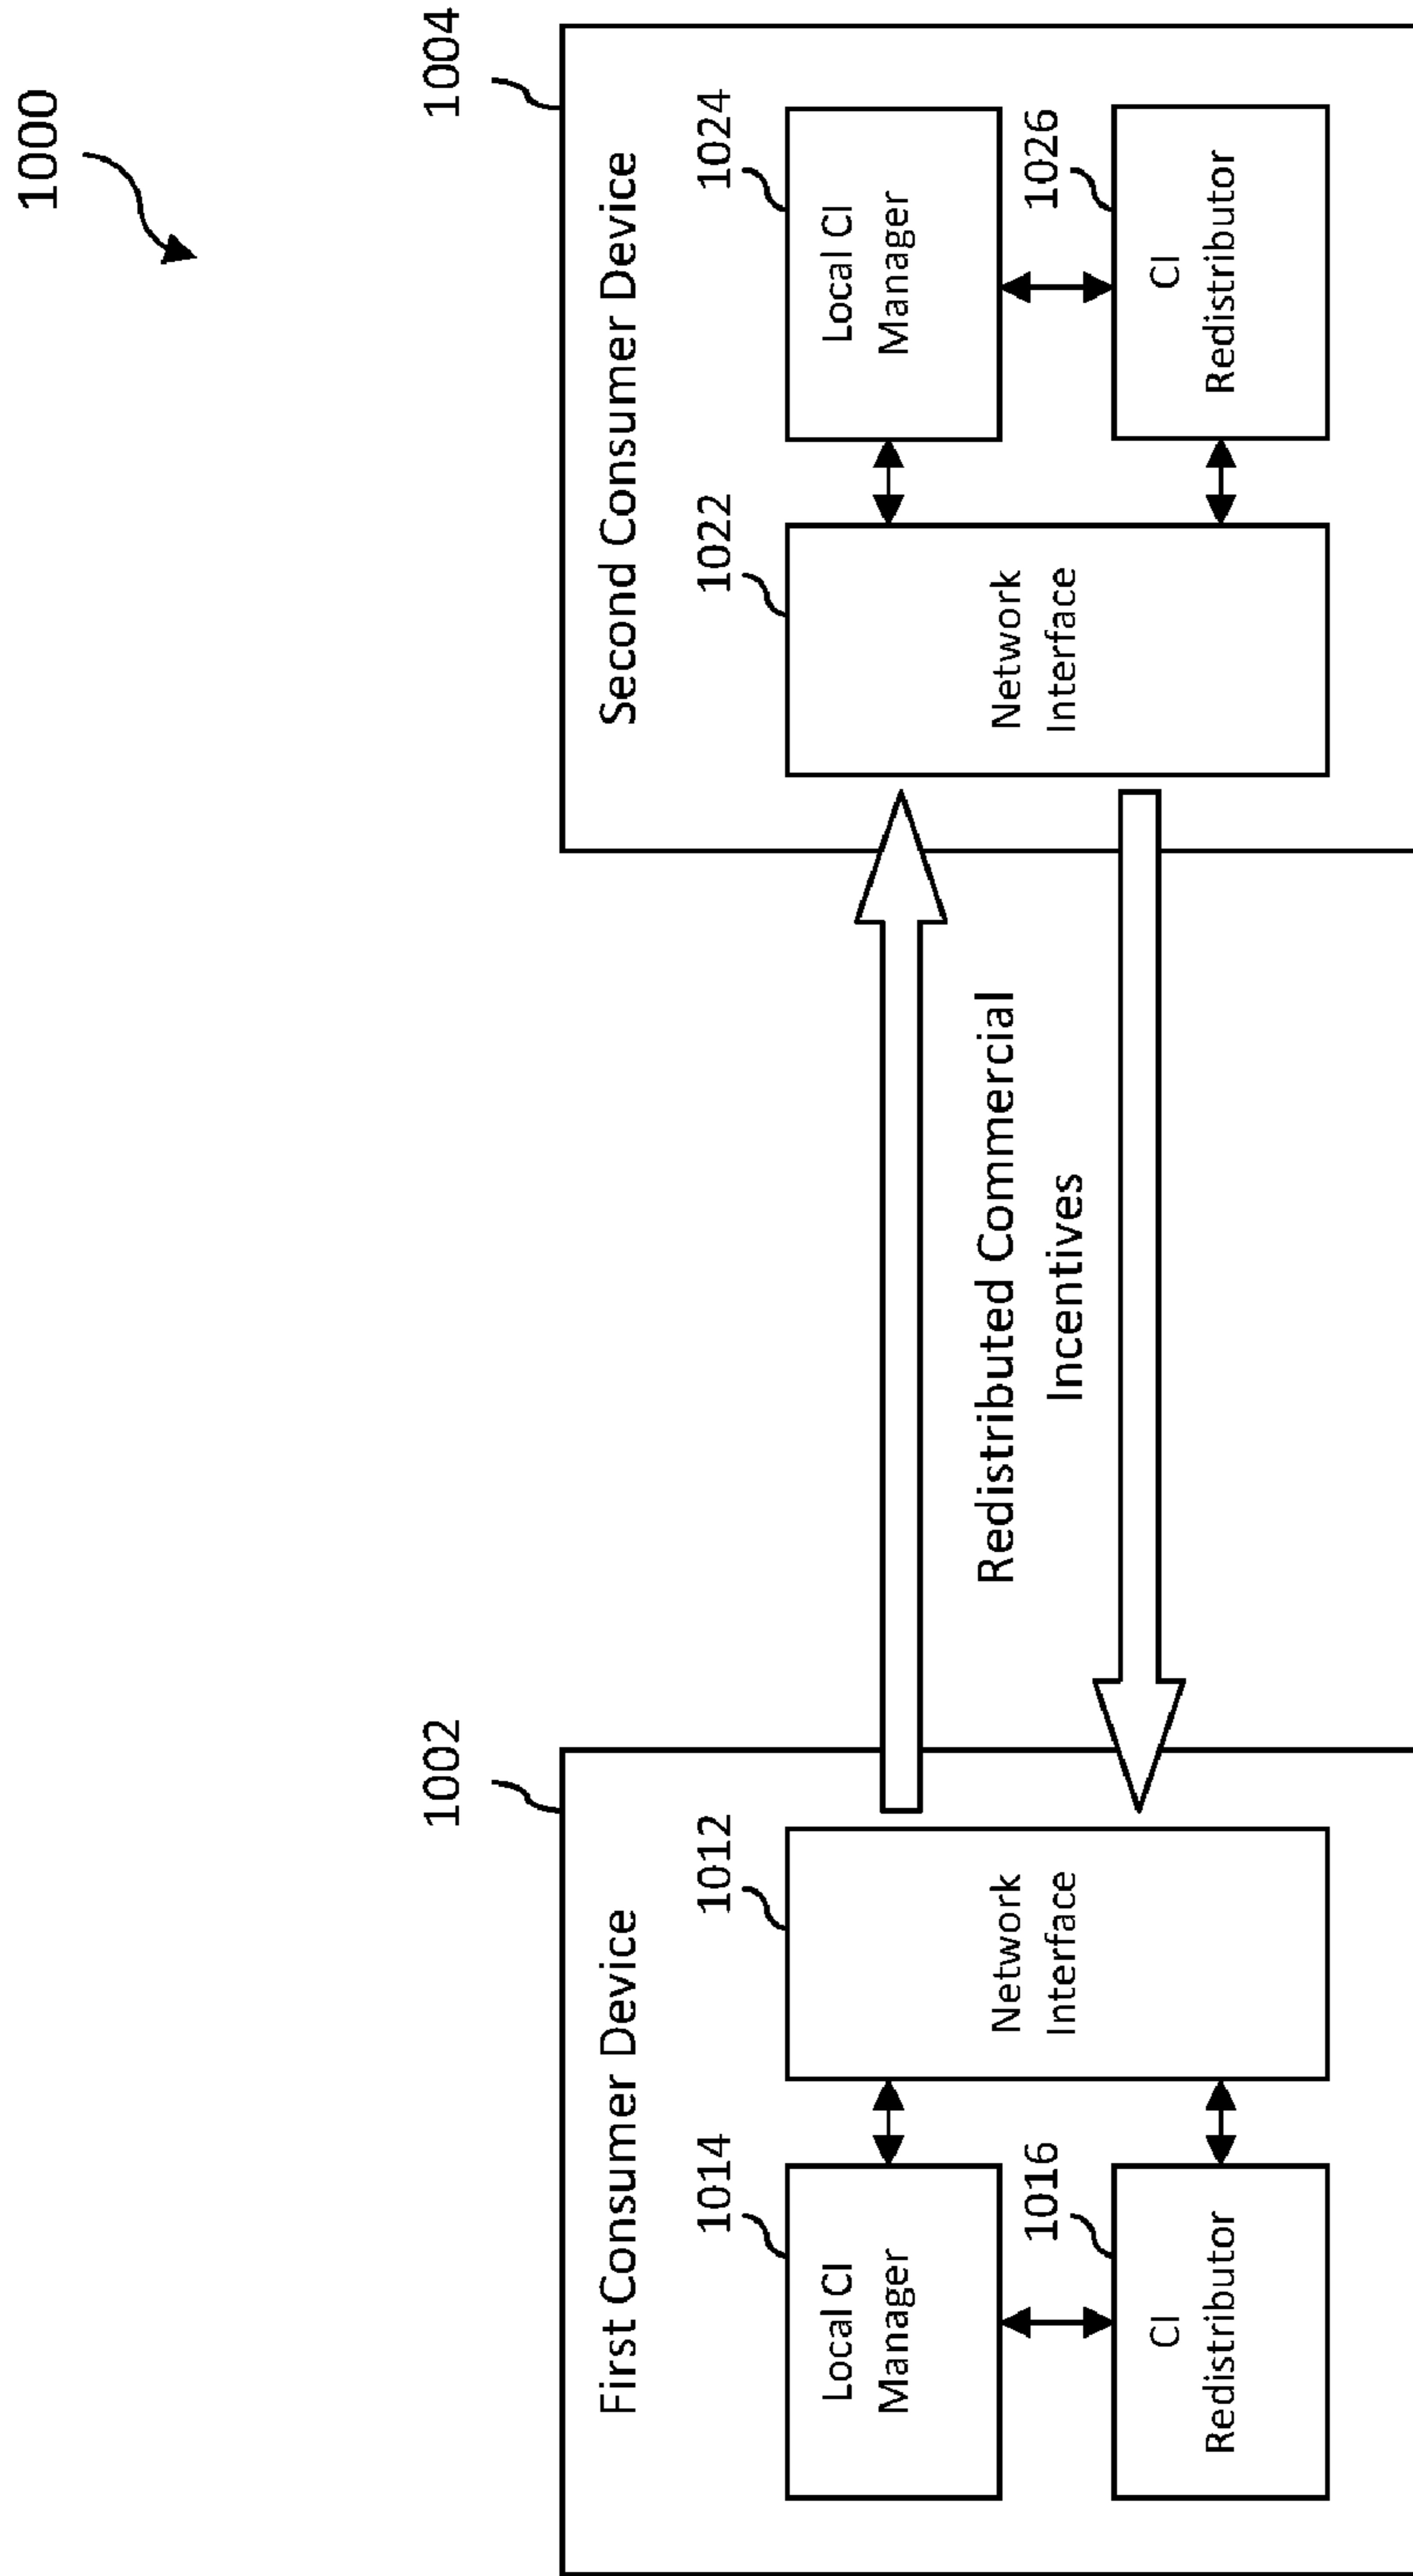 1000
1002
First Consumer Device
1014
Local CI
Manager
1016
CI
Redistributor
1012
Network
Interface
Redistributed Commercial
Incentives
1004
Second Consumer Device
1022
Network
Interface
1024
Local CI
Manager
1026
CI
Redistributor